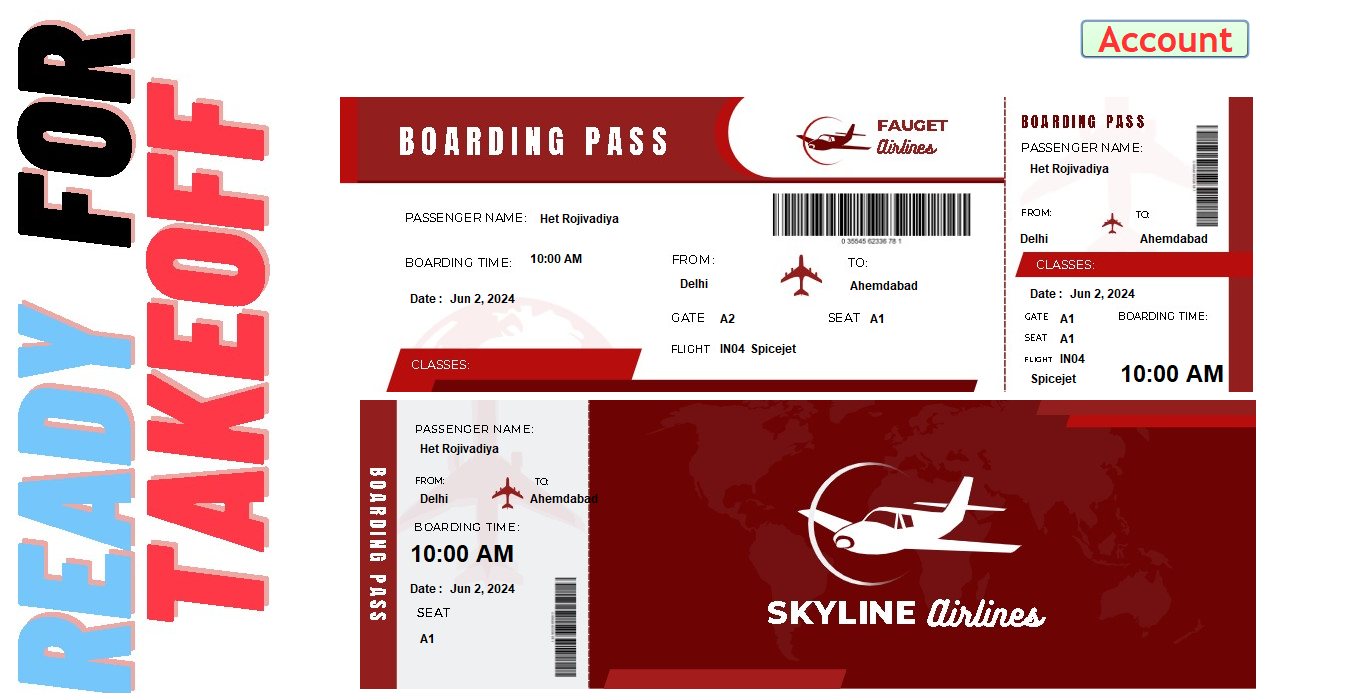 READY FOR
TAKEOFF
Account
BOARDING PASS
FAUGET
Airlines
PASSENGER NAME: Het Rojivadiya
0 35545 62336 78 1
BOARDING TIME: 10:00 AM
FROM:
TO:
Delhi
Ahemdabad
Date : Jun 2, 2024
GATE A2
SEAT A1
FLIGHT IN04 Spicejet
CLASSES:
BOARDING PASS
PASSENGER NAME:
Het Rojivadiya
FROM:
TO:
Delhi
Ahemdabad
CLASSES:
Date : Jun 2, 2024
GATE A1
BOARDING TIME:
SEAT A1
FLIGHT IN04
Spicejet
10:00 AM
BOARDING PASS
PASSENGER NAME:
Het Rojivadiya
FROM:
TO:
Delhi
Ahemdabad
BOARDING TIME:
10:00 AM
Date : Jun 2, 2024
SEAT
A1
SKYLINE Airlines